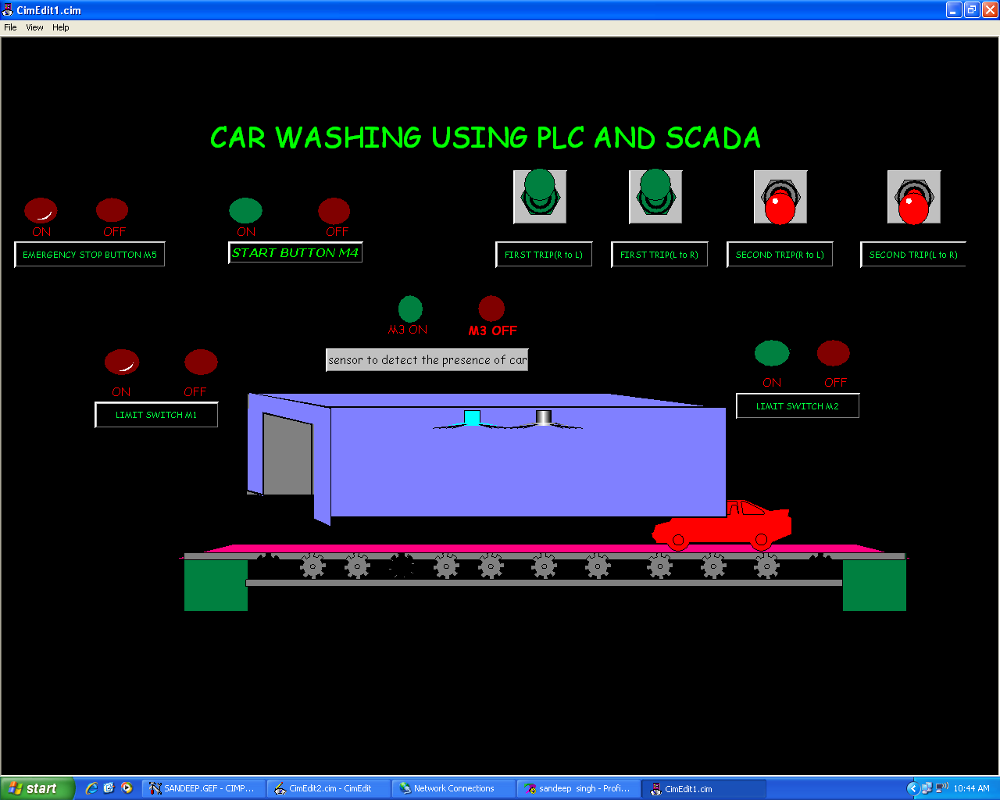 CimEdit1.cim
File View Help
CAR WASHING USING PLC AND SCADA
ON OFF
EMERGENCY STOP BUTTON M5
ON OFF
START BUTTON M4
FIRST TRIP(R to L)
FIRST TRIP(L to R)
SECOND TRIP(R to L)
SECOND TRIP(L to R)
M3 ON M3 OFF
sensor to detect the presence of car
ON OFF
LIMIT SWITCH M1
ON OFF
LIMIT SWITCH M2
start SANDEEP.GEF - CIMP... CimEdit2.cim - CimEdit Network Connections sandeep singh - Profi... CimEdit1.cim 10:44 AM